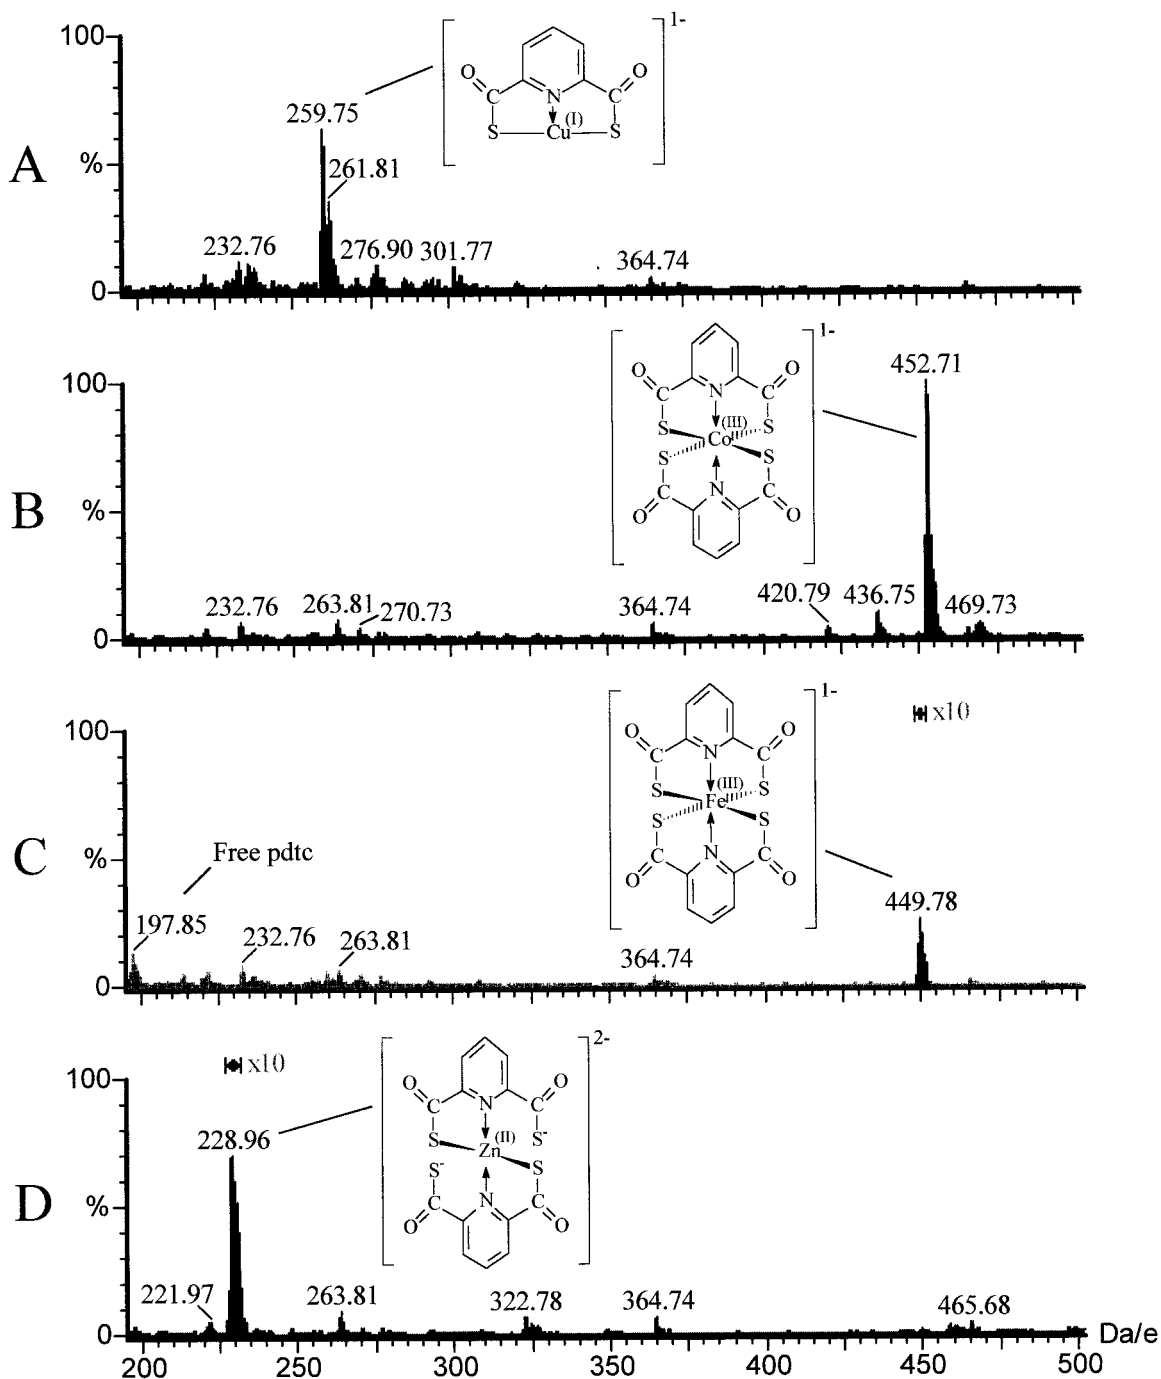 A
100
%
0
259.75
261.81
232.76
276.90
301.77
364.74
1-
O
C
S
N
Cu
(I)
S
C
O
B
100
%
0
232.76
263.81
270.73
364.74
420.79
436.75
452.71
469.73
1-
O
C
S
N
(III)
Co
O
C
S
S
C
O
N
S
C
O
C
100
%
0
Free pdtc
197.85
232.76
263.81
364.74
449.78
x10
1-
O
C
S
N
(III)
Fe
O
C
S
S
C
O
N
S
C
O
D
100
%
0
x10
228.96
221.97
263.81
322.78
364.74
465.68
2-
O
C
S
N
(II)
Zn
O
C
S-
S-
C
O
N
S
C
O
200 250 300 350 400 450 500 Da/e